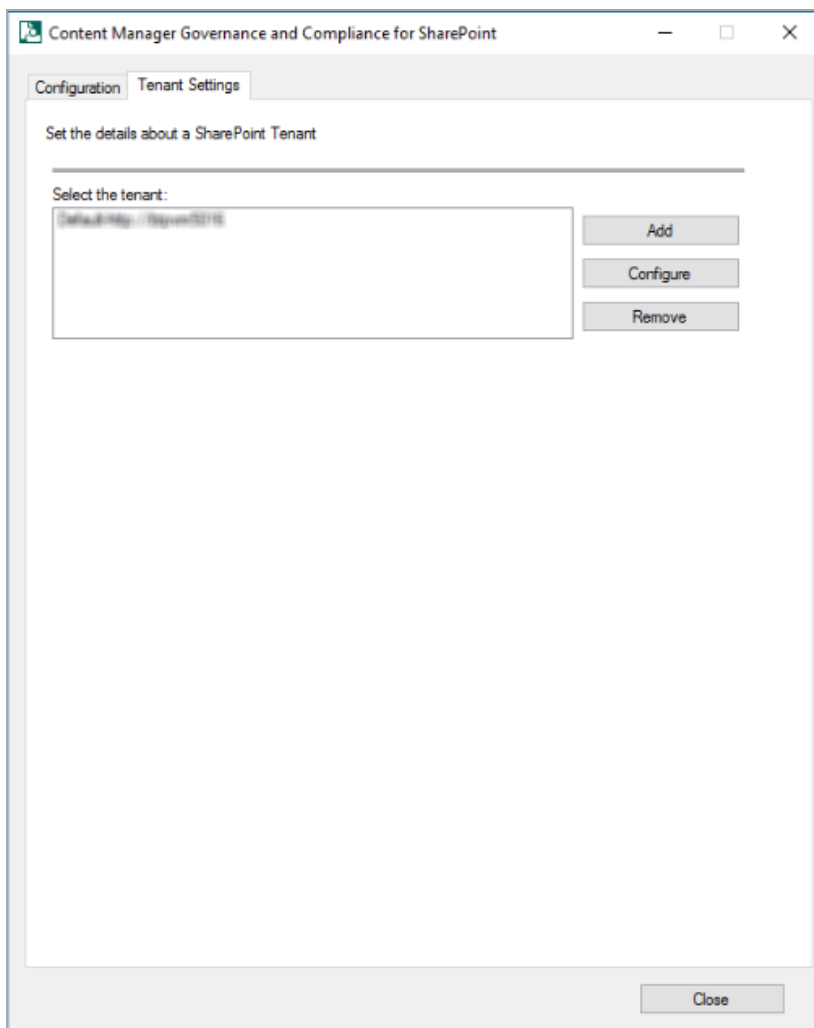 Content Manager Governance and Compliance for SharePoint
Configuration
Tenant Settings
Set the details about a SharePoint Tenant
Select the tenant:
Add
Configure
Remove
Close